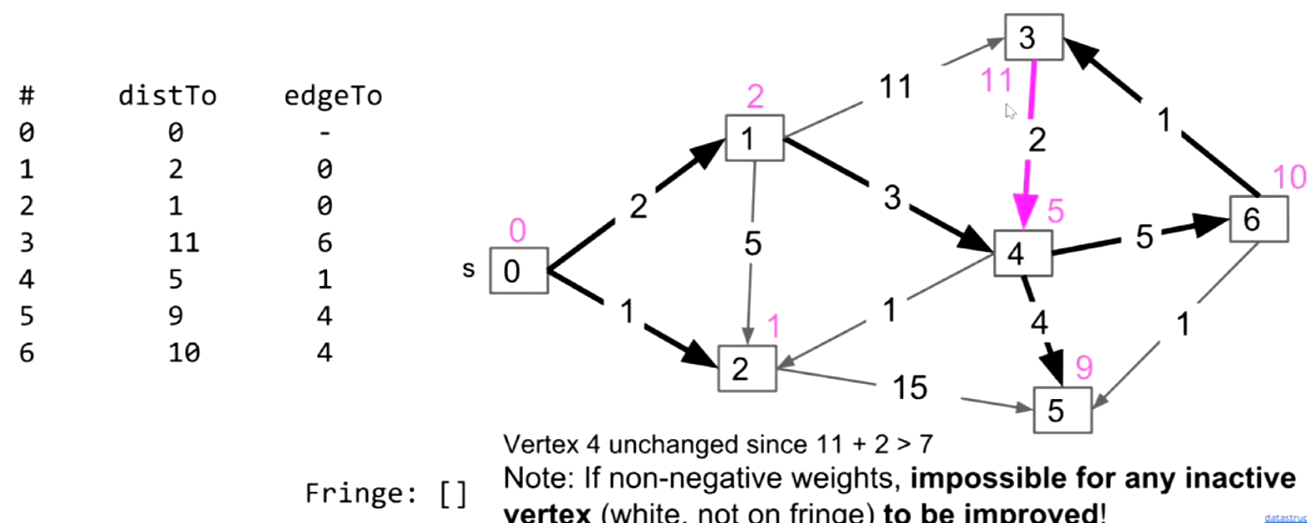 # distTo edgeTo
0 0 -
1 2 0
2 1 0
3 11 6
4 5 1
5 9 4
6 10 4
Fringe: []
3
11
11
2
1
2
1
2
3
5
10
6
0
s 0
5
4
5
1
1
1
2
1
4
1
15
9
5
Vertex 4 unchanged since 11 + 2 > 7
Note: If non-negative weights, impossible for any inactive
vertex (white, not on fringe) to be improved!
datastruc